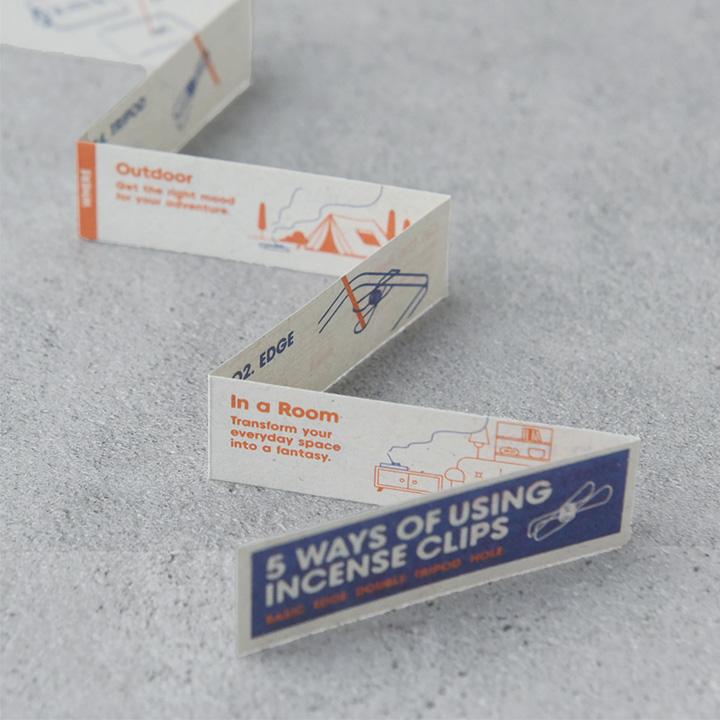 5 WAYS OF USING
INCENSE CLIPS
BASIC EDGE DOUBLE TRIPOD HOLE
In a Room
Transform your
everyday space
into a fantasy.
02. EDGE
Outdoor
Get the right mood
for your adventure.
TRIPOD